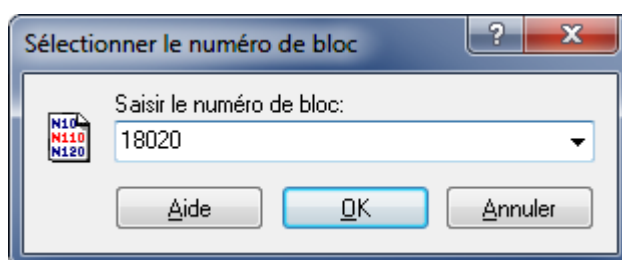 Sélectionner le numéro de bloc
?
X
Saisir le numéro de bloc:
N10
N110
N120
18020
Aide
OK
Annuler